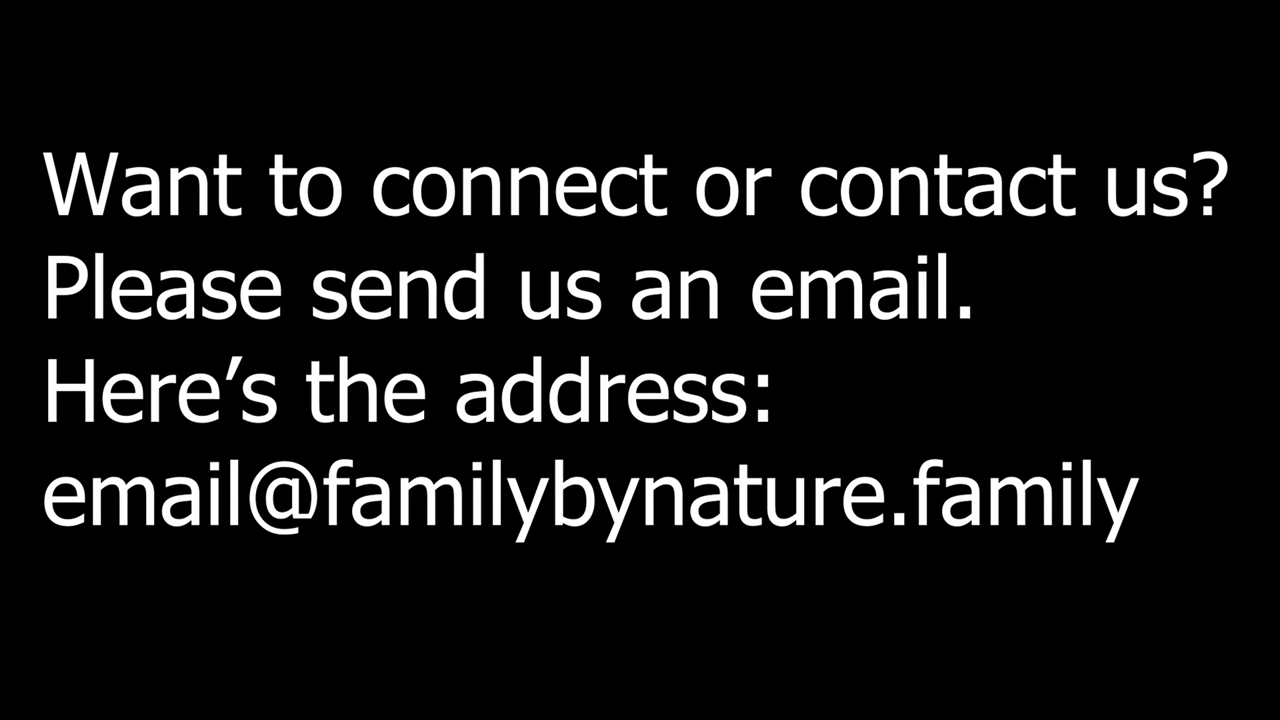 Want to connect or contact us?
Please send us an email.
Here’s the address:
email@familybynature.family